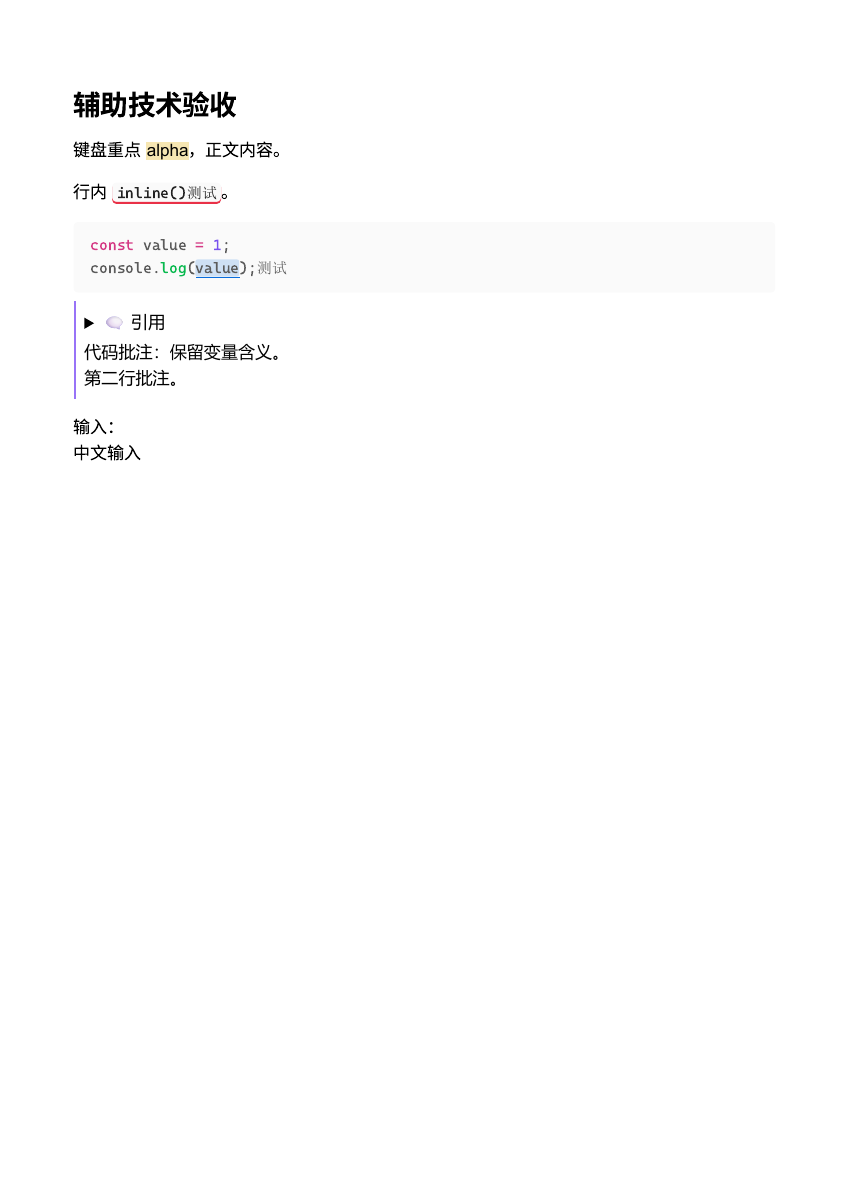 辅助技术验收
键盘重点 alpha，正文内容。
行内 inline()测试。
const value = 1;
console.log(value);测试
引用
代码批注：保留变量含义。
第二行批注。
输入：
中文输入